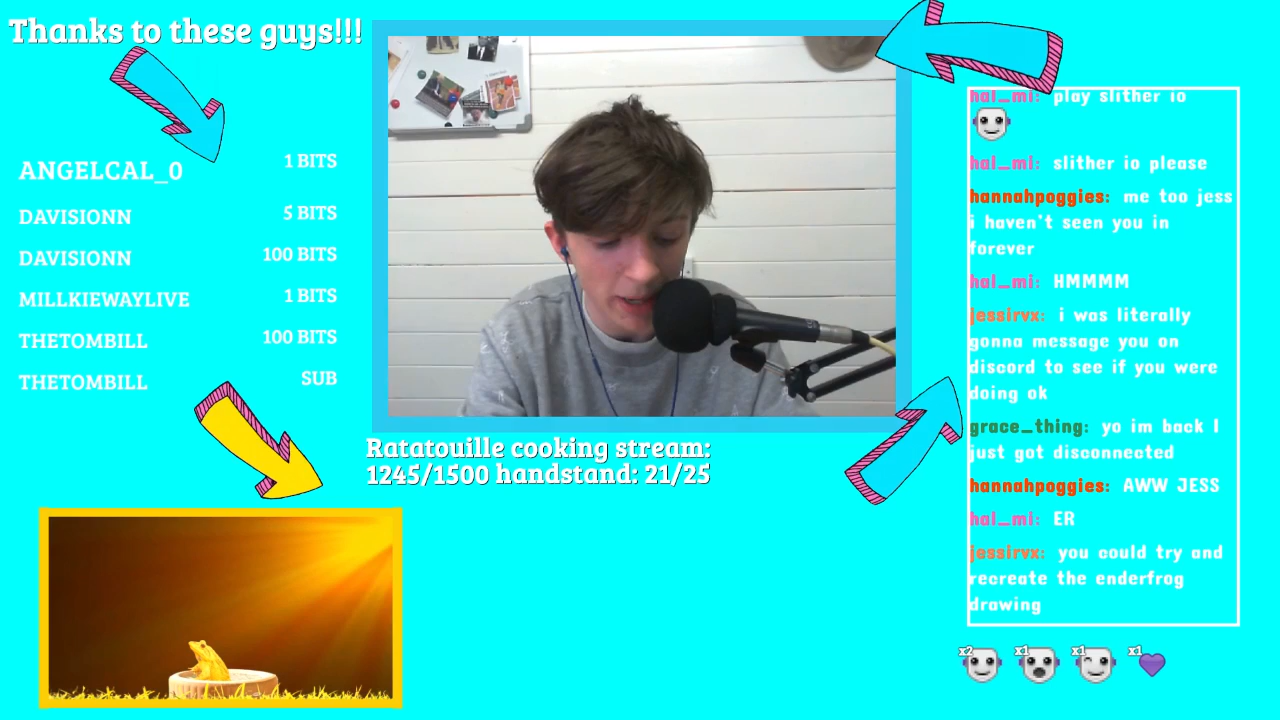 Thanks to these guys!!!
ANGELCAL_0 1 BITS
DAVISIONN 5 BITS
DAVISIONN 100 BITS
MILLKIEWAYLIVE 1 BITS
THETOMBILL 100 BITS
THETOMBILL SUB
Ratatouille cooking stream:
1245/1500 handstand: 21/25
hal_mi: play slither io
hal_mi: slither io please
hannahpoggies: me too jess
i haven't seen you in
forever
hal_mi: HMMMM
jessirvx: i was literally
gonna message you on
discord to see if you were
doing ok
grace_thing: yo im back I
just got disconnected
hannahpoggies: AWW JESS
hal_mi: ER
jessirvx: you could try and
recreate the enderfrog
drawing
x2 x1 x1 x1